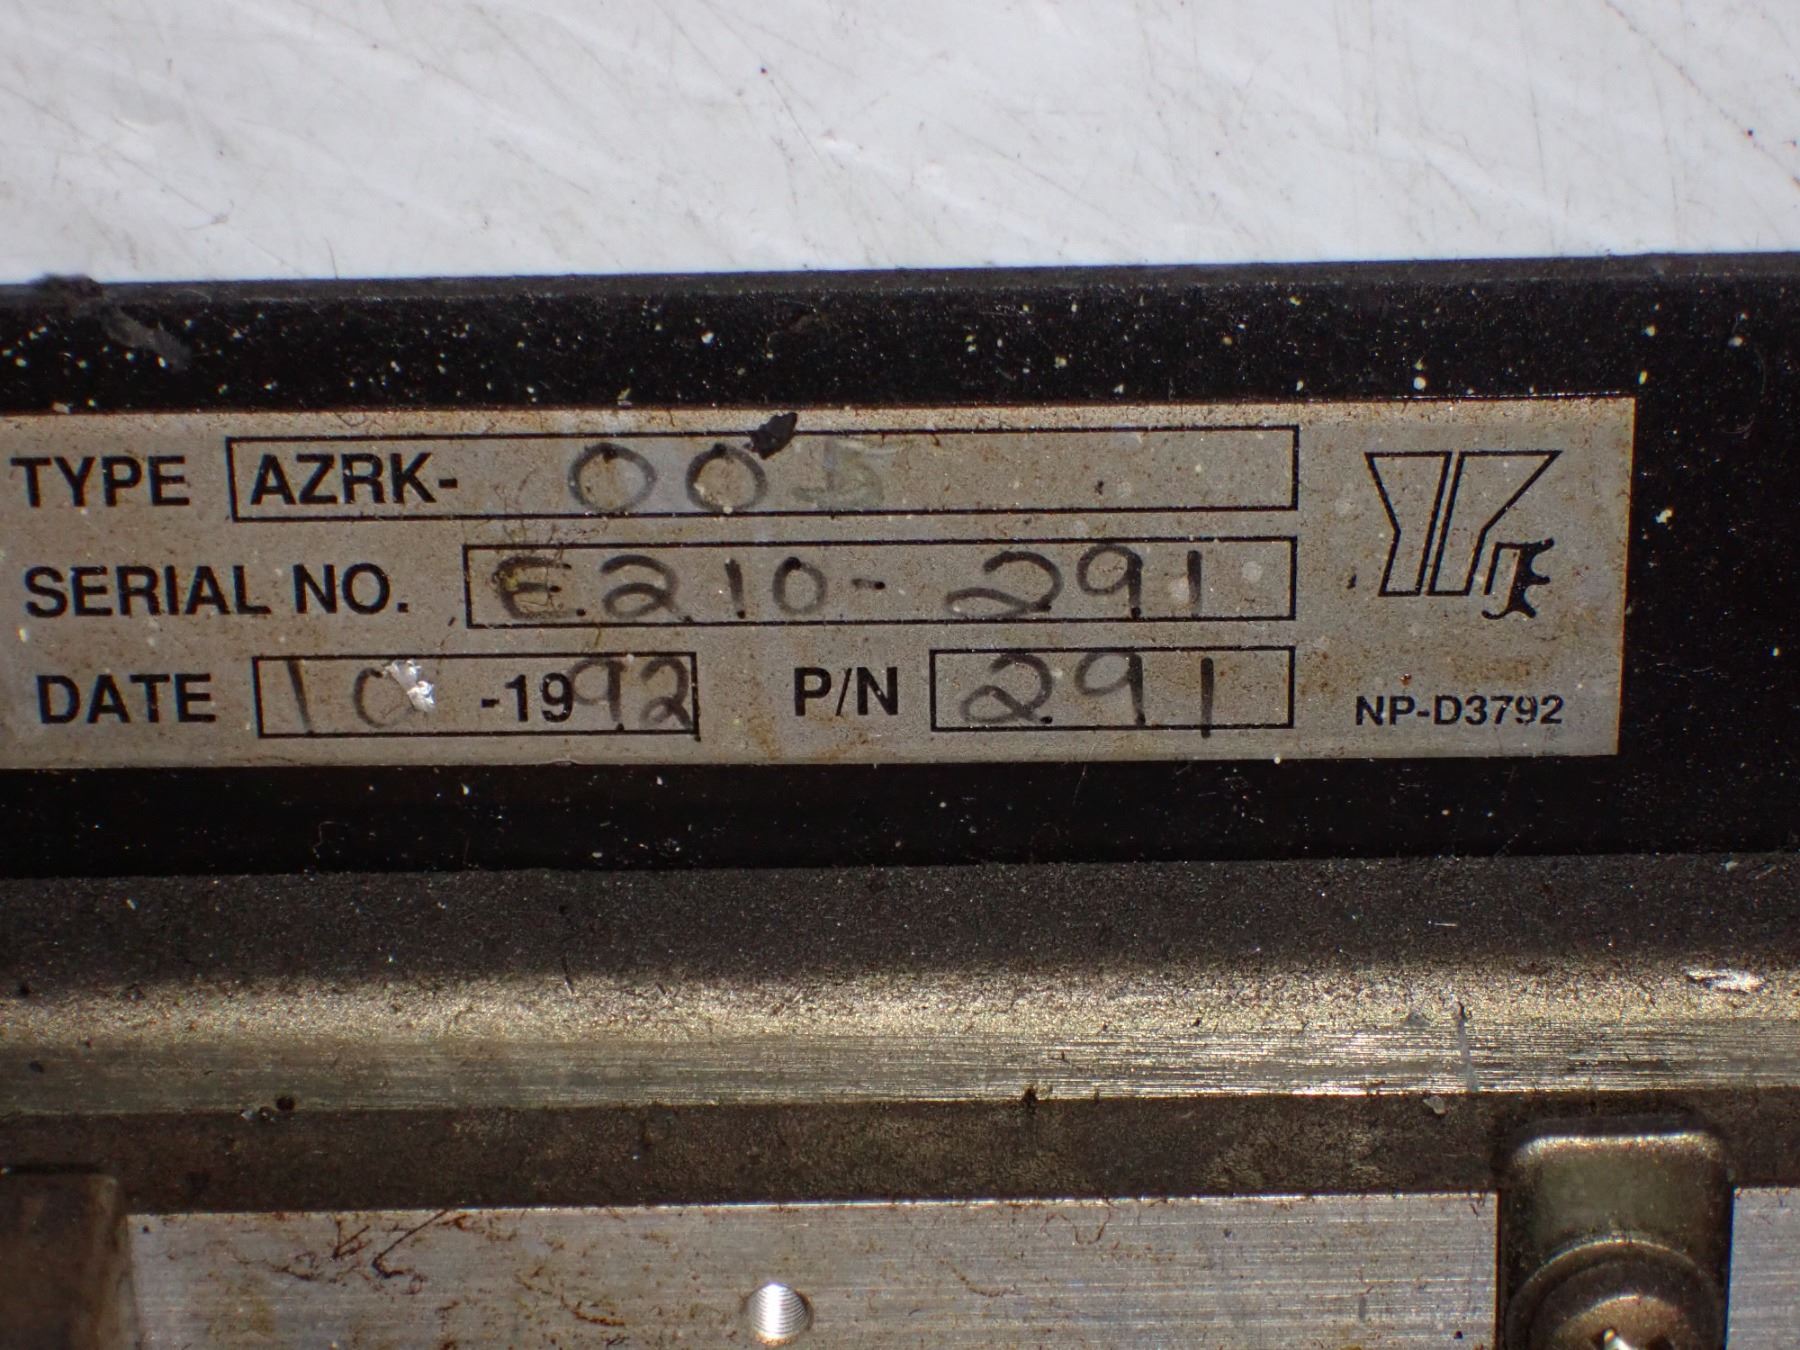 TYPE AZRK- 005
SERIAL NO. E210-291
DATE 10 -1992 P/N 291
NP-D3792